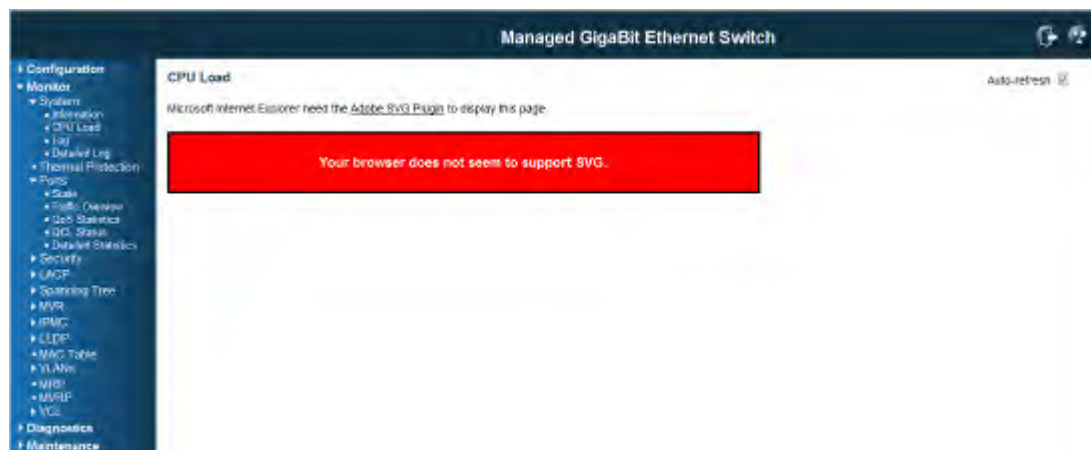 Managed GigaBit Ethernet Switch
Configuration
Monitor
System
Information
CPU Load
Log
Detailed Log
Thermal Protection
Ports
State
Traffic Overview
QoS Statistics
QCL Status
Detailed Statistics
Security
LACP
Spanning Tree
MVR
IPMC
LLDP
MAC Table
VLANs
MVRP
VCL
Diagnostics
Maintenance
CPU Load
Auto-refresh
Microsoft Internet Explorer need the Adobe SVG Plugin to display this page.
Your browser does not seem to support SVG.